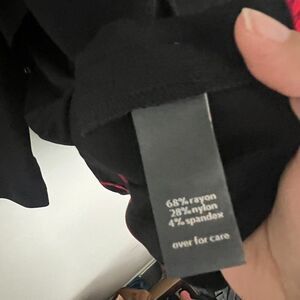 68% rayon
28% nylon
4% spandex
over for care